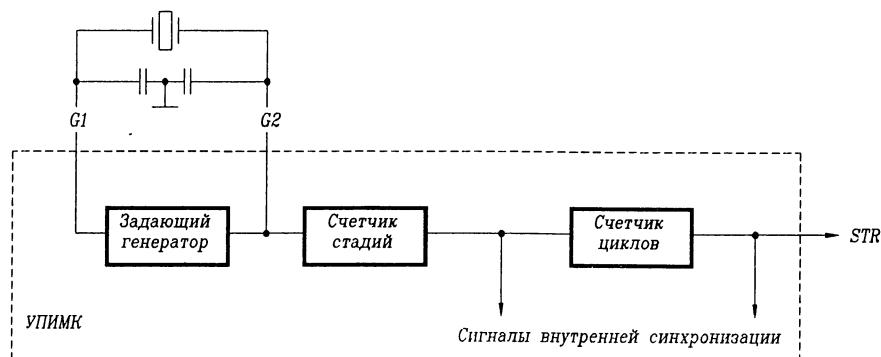 G1
G2
Задающий
генератор
Счетчик
стадий
Счетчик
циклов
STR
УПИМК
Сигналы внутренней синхронизации